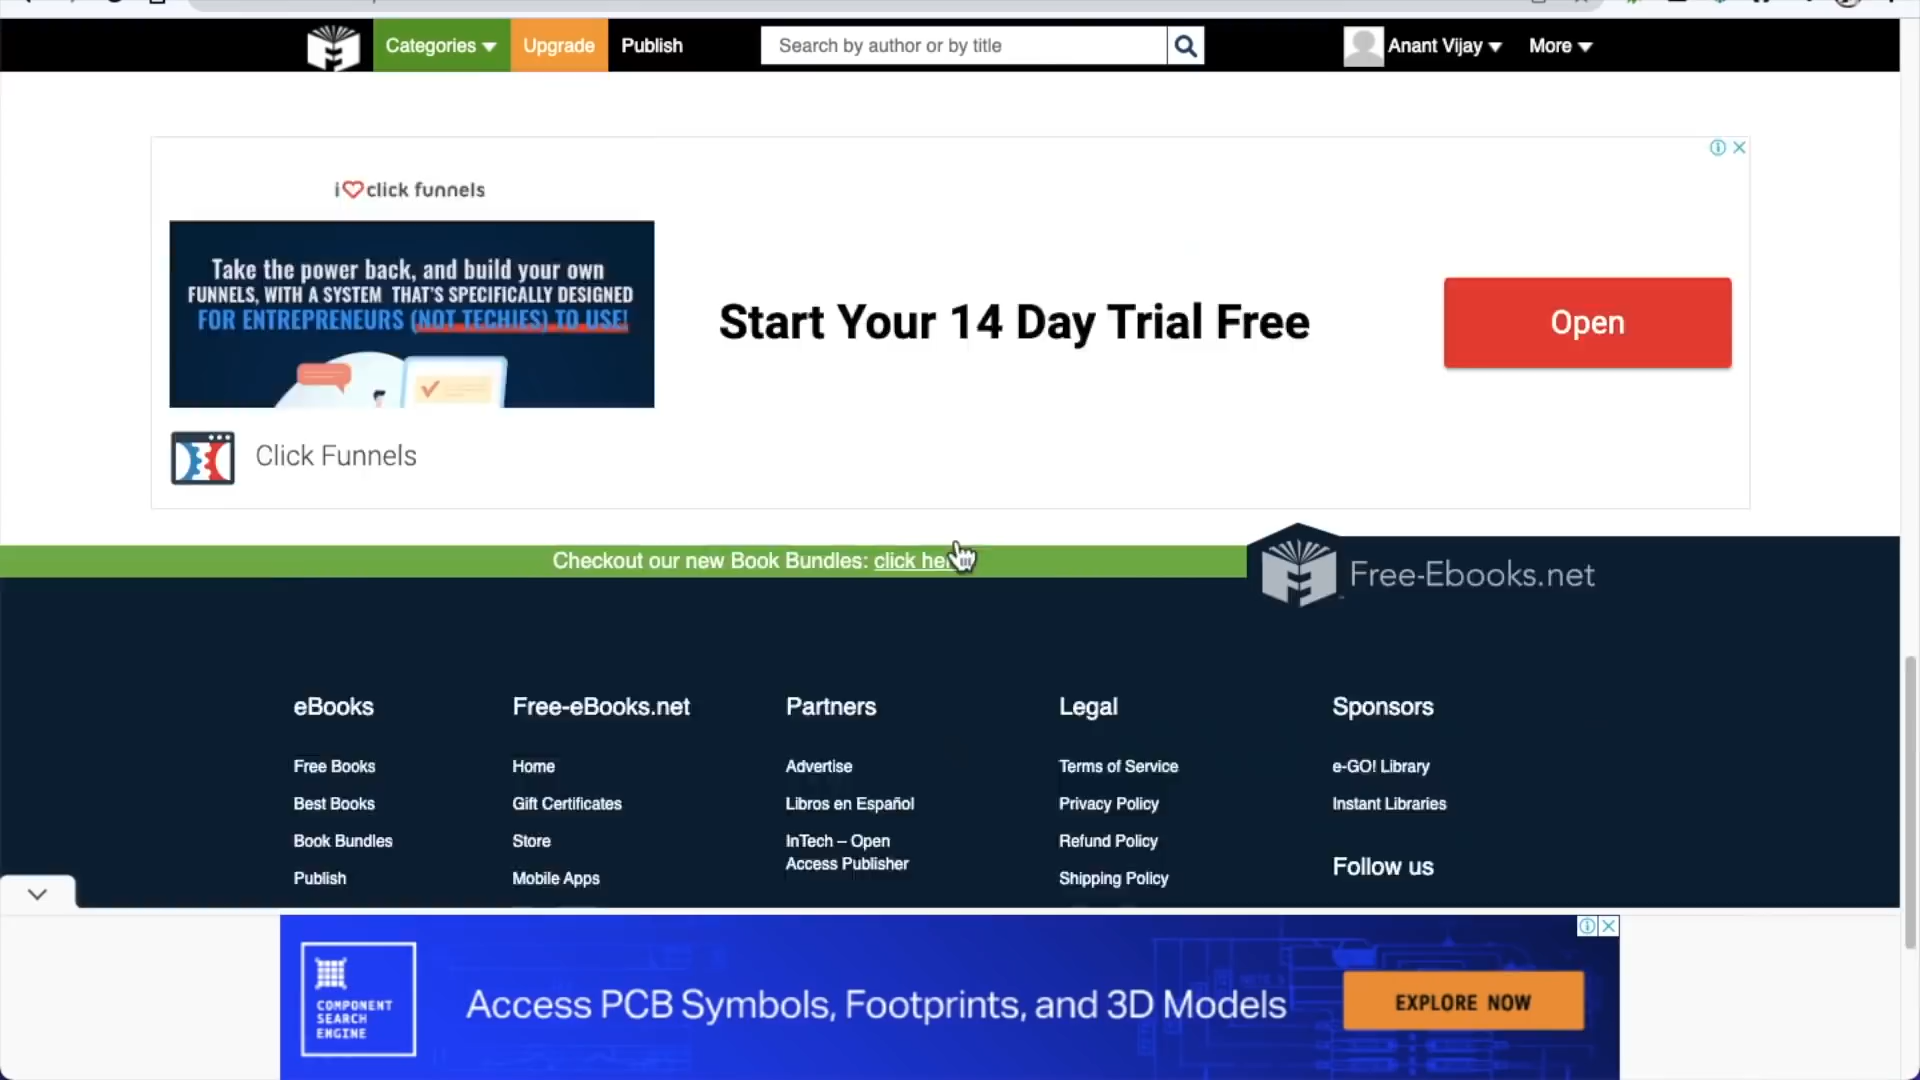 Categories
Upgrade
Publish
Search by author or by title
Anant Vijay
More
i click funnels
Take the power back, and build your own
FUNNELS, WITH A SYSTEM THAT'S SPECIFICALLY DESIGNED
FOR ENTREPRENEURS (NOT TECHIES) TO USE!
Start Your 14 Day Trial Free
Open
Click Funnels
Checkout our new Book Bundles: click
Free-Ebooks.net
eBooks
Free Books
Best Books
Book Bundles
Publish
Free-eBooks.net
Home
Gift Certificates
Store
Mobile Apps
Partners
Advertise
Libros en Español
InTech – Open
Access Publisher
Legal
Terms of Service
Privacy Policy
Refund Policy
Shipping Policy
Sponsors
e-GO! Library
Instant Libraries
Follow us
COMPONENT
SEARCH
ENGINE
Access PCB Symbols, Footprints, and 3D Models
EXPLORE NOW